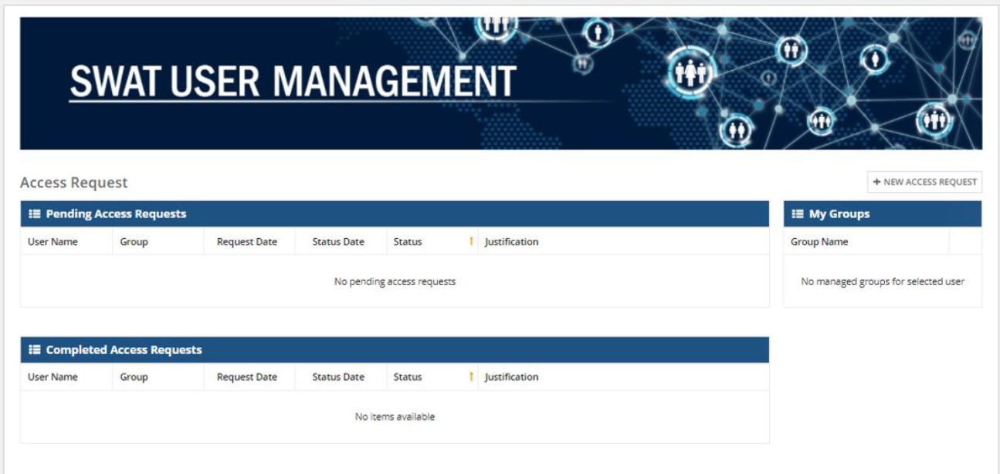 SWAT USER MANAGEMENT
Access Request
+ NEW ACCESS REQUEST
Pending Access Requests
User Name Group Request Date Status Date Status ↑ Justification
No pending access requests
My Groups
Group Name
No managed groups for selected user
Completed Access Requests
User Name Group Request Date Status Date Status ↑ Justification
No items available